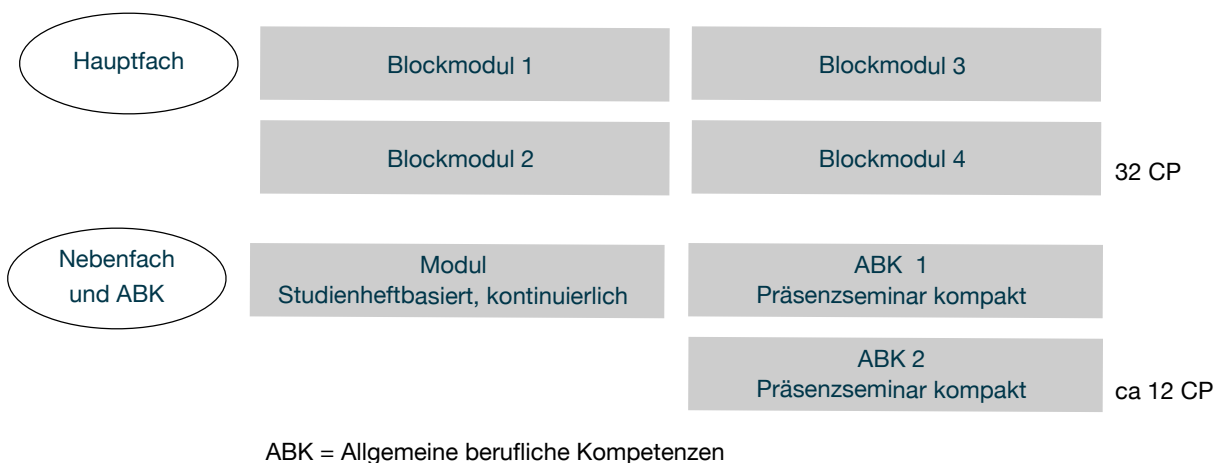 Hauptfach
Blockmodul 1
Blockmodul 3
Blockmodul 2
Blockmodul 4
32 CP
Nebenfach
und ABK
Modul
Studienheftbasiert, kontinuierlich
ABK 1
Präsenzseminar kompakt
ABK 2
Präsenzseminar kompakt
ca 12 CP
ABK = Allgemeine berufliche Kompetenzen